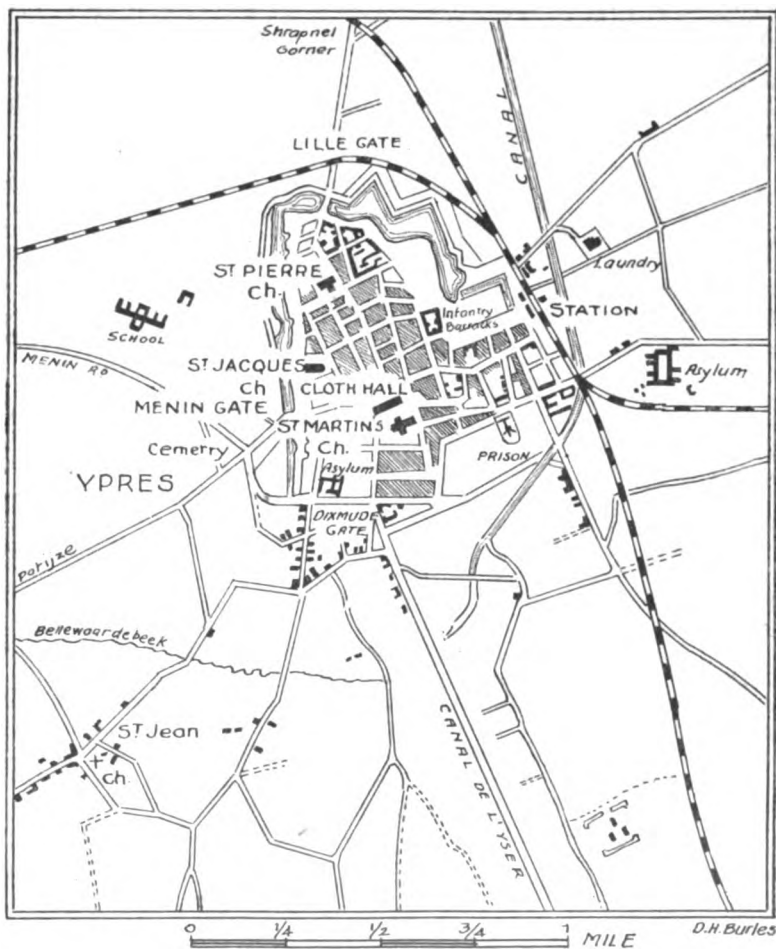 Shrapnel
Corner
CANAL
LILLE GATE
Laundry
ST PIERRE
Ch.
Infantry
Barracks
STATION
SCHOOL
MENIN RD
ST JACQUES
Ch
Asylum
CLOTH HALL
MENIN GATE
ST MARTINS
Ch.
Cemetry
PRISON
Asylum
YPRES
DIXMUDE
GATE
Potijze
Bellewaardebeek
ST Jean
Ch.
CANAL DE L'YSER
0 1/4 1/2 3/4 1
MILE
D.H. Burles